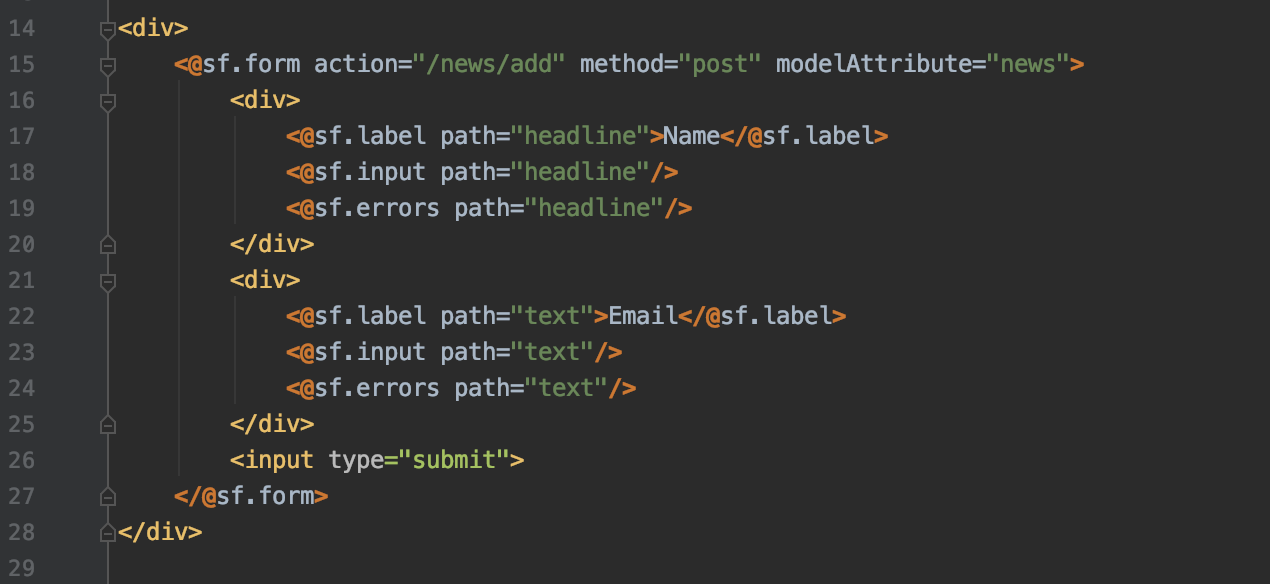 14 <div>
15 <@sf.form action="/news/add" method="post" modelAttribute="news">
16 <div>
17 <@sf.label path="headline">Name</@sf.label>
18 <@sf.input path="headline"/>
19 <@sf.errors path="headline"/>
20 </div>
21 <div>
22 <@sf.label path="text">Email</@sf.label>
23 <@sf.input path="text"/>
24 <@sf.errors path="text"/>
25 </div>
26 <input type="submit">
27 </@sf.form>
28 </div>
29